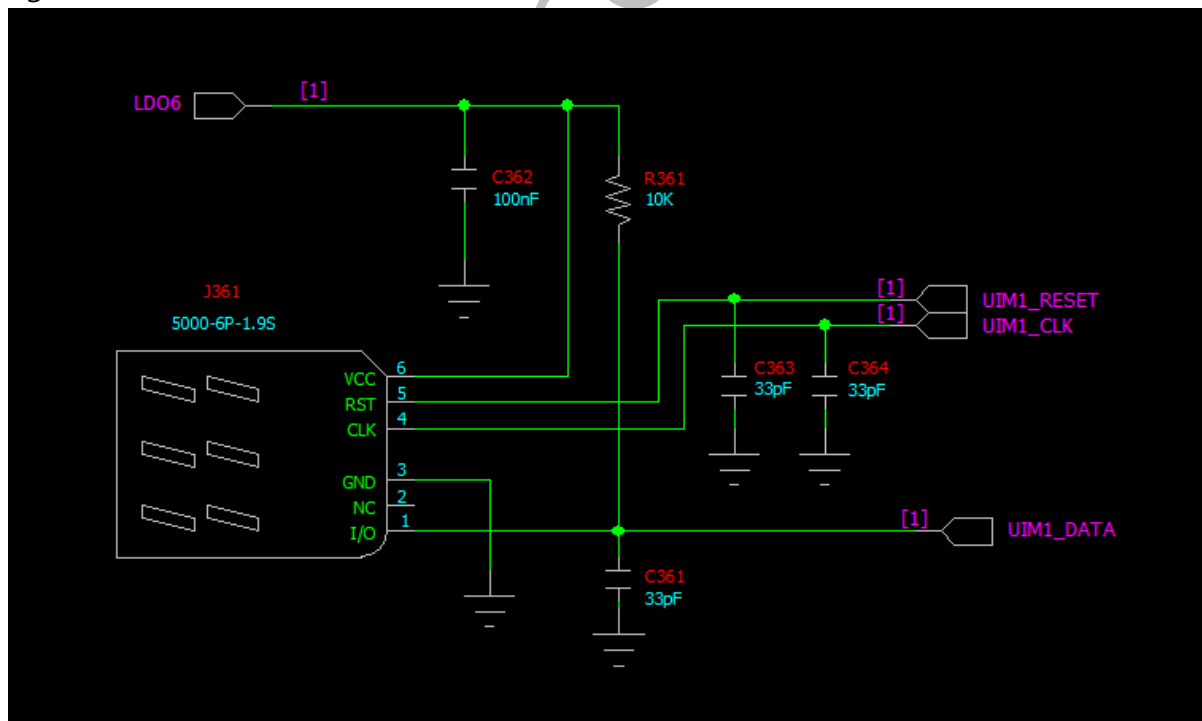 LDO6
[1]
C362
100nF
R361
10K
J361
5000-6P-1.9S
[1]
UIM1_RESET
[1]
UIM1_CLK
VCC 6
RST 5
CLK 4
GND 3
NC 2
I/O 1
C363
33pF
C364
33pF
[1]
UIM1_DATA
C361
33pF